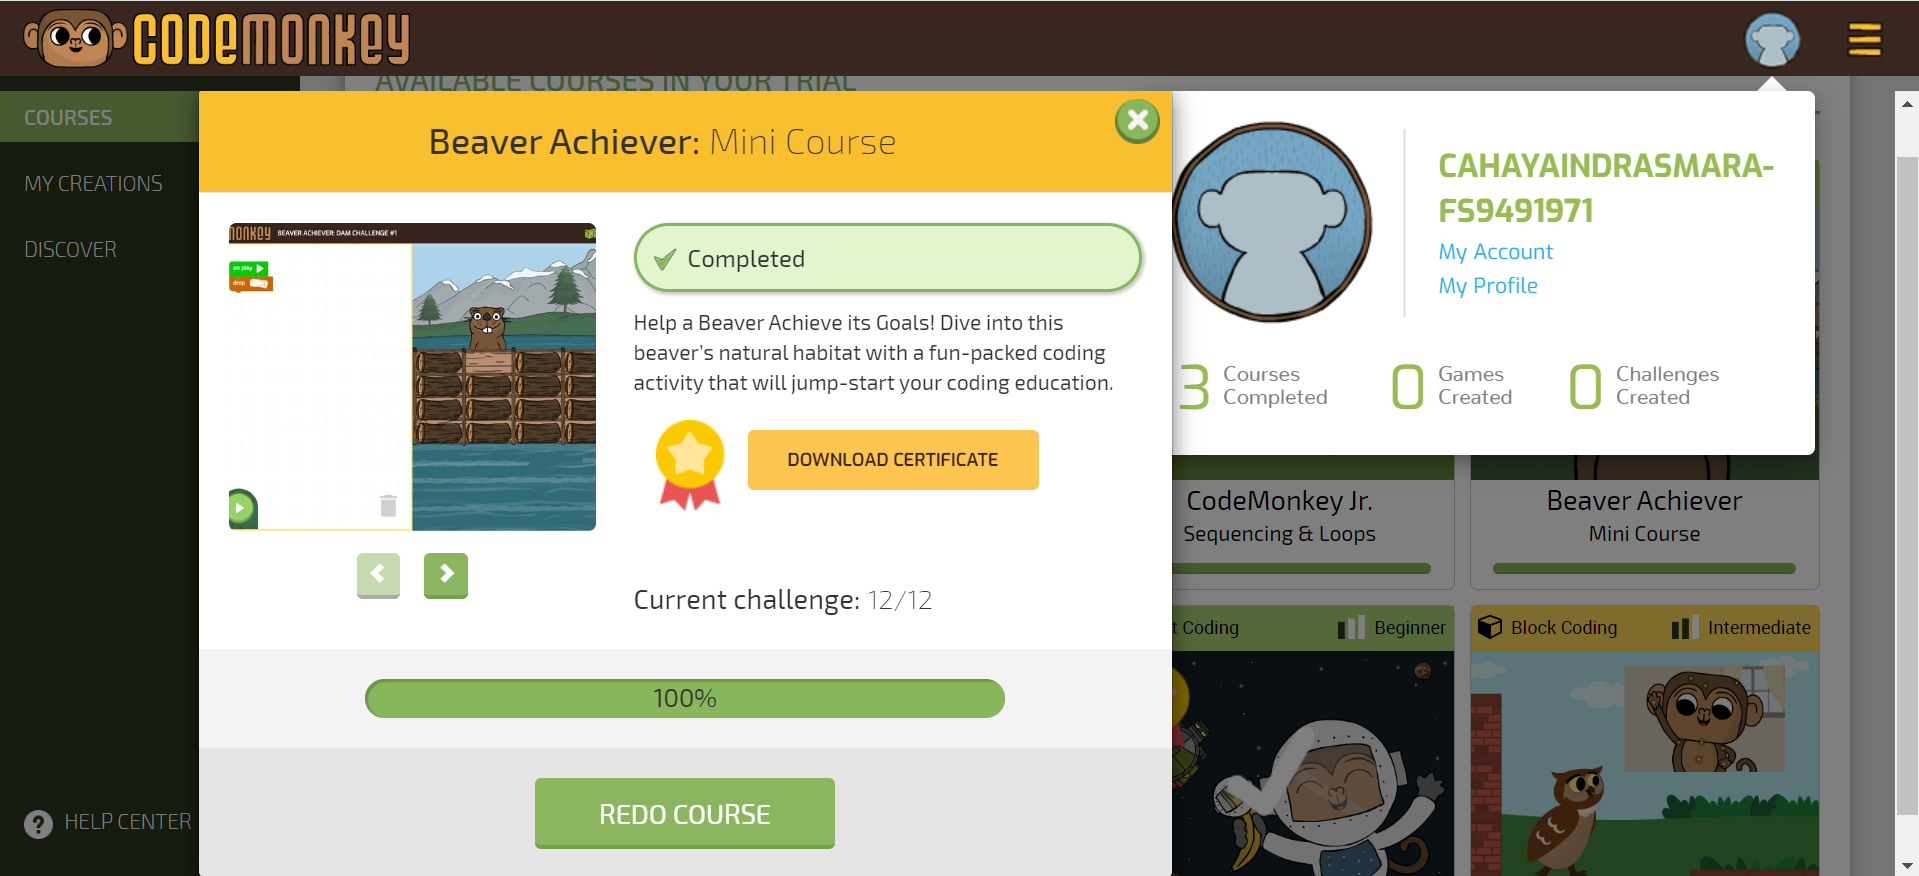 CODEMONKEY
AVAILABLE COURSES IN YOUR TRIAL
COURSES
MY CREATIONS
DISCOVER
HELP CENTER
Beaver Achiever: Mini Course
BEAVER ACHIEVER: DAM CHALLENGE #1
on play
drop
Completed
Help a Beaver Achieve its Goals! Dive into this
beaver's natural habitat with a fun-packed coding
activity that will jump-start your coding education.
DOWNLOAD CERTIFICATE
Current challenge: 12/12
100%
REDO COURSE
CAHAYAINDRASMARA-
FS9491971
My Account
My Profile
3 Courses Completed
0 Games Created
0 Challenges Created
CodeMonkey Jr.
Sequencing & Loops
Beaver Achiever
Mini Course
t Coding
Beginner
Block Coding
Intermediate